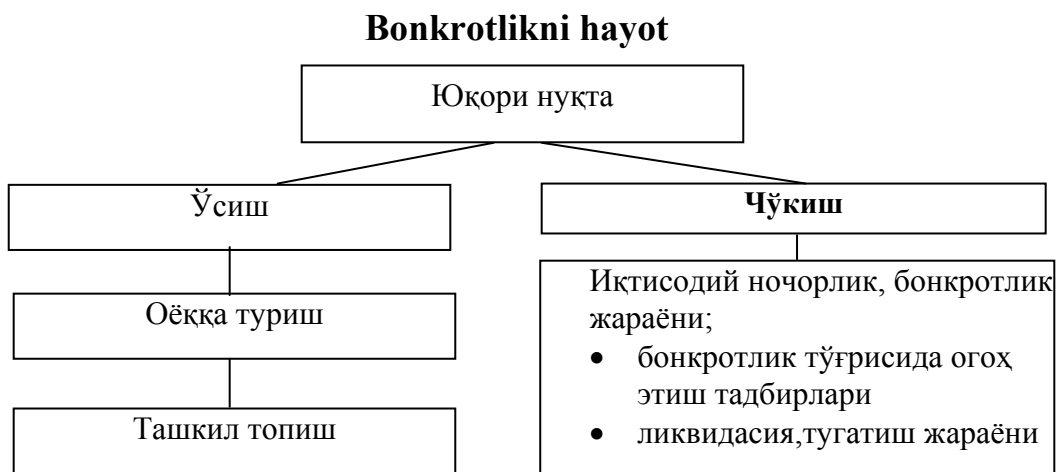 Bonkrotlikni hayot
Юқори нуқта
Ўсиш
Чўкиш
Оёққа туриш
Ташкил топиш
Иқтисодий ночорлик, бонкротлик
жараёни;
• бонкротлик тўғрисида огоҳ
этиш тадбирлари
• ликвидасия,тугатиш жараёни